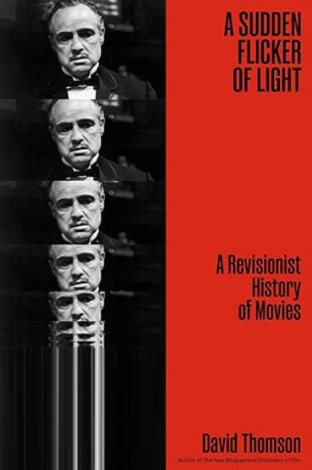 A SUDDEN
FLICKER
OF LIGHT
A Revisionist
History
of Movies
David Thomson
Author of The New Biographical Dictionary of Film